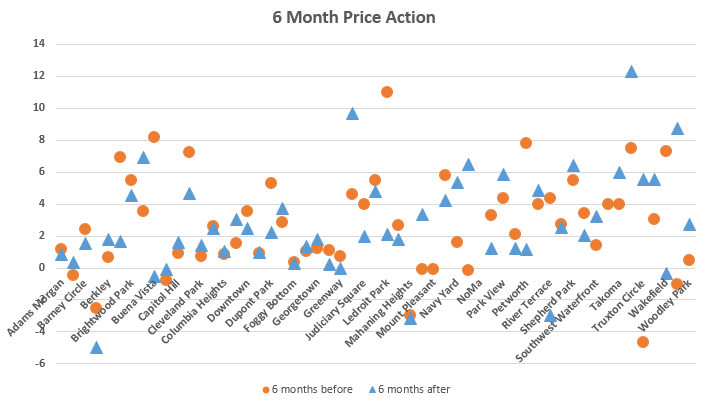 6 Month Price Action
14
12
10
8
6
4
2
0
-4
-6
Adams Morgan
Barney Circle
Berkley
Brightwood Park
Buena Vista
Capitol Hill
Cleveland Park
Columbia Heights
Downtown
Dupont Park
Foggy Bottom
Georgetown
Greenway
Judiciary Square
Ledroit Park
Mahaning Heights
Mount Pleasant
Navy Yard
NoMa
Park View
Petworth
River Terrace
Shepherd Park
Southwest Waterfront
Takoma
Truxton Circle
Wakefield
Woodley Park
6 months before
6 months after